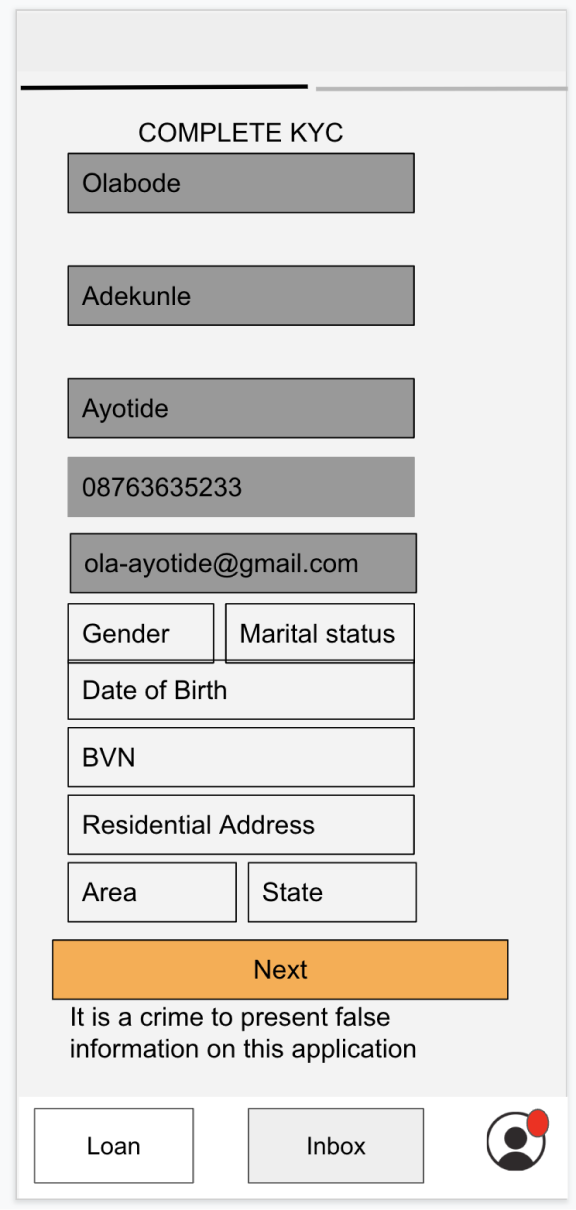 COMPLETE KYC
Olabode
Adekunle
Ayotide
08763635233
ola-ayotide@gmail.com
Gender
Marital status
Date of Birth
BVN
Residential Address
Area
State
Next
It is a crime to present false
information on this application
Loan
Inbox